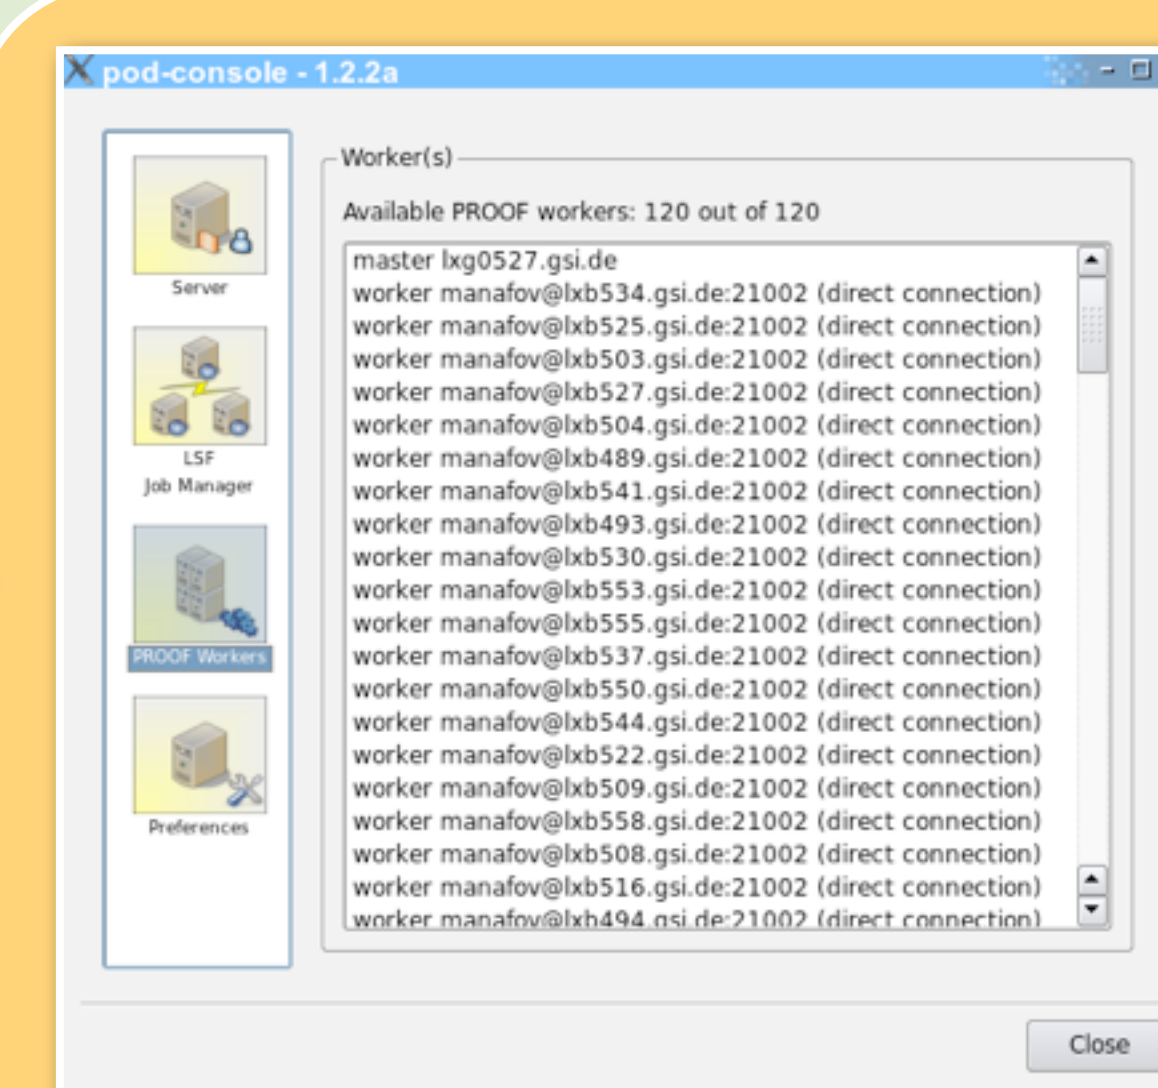 pod-console - 1.2.2a
Server
LSF
Job Manager
PROOF Workers
Preferences
Worker(s)
Available PROOF workers: 120 out of 120
master lxg0527.gsi.de
worker manafov@lxb534.gsi.de:21002 (direct connection)
worker manafov@lxb525.gsi.de:21002 (direct connection)
worker manafov@lxb503.gsi.de:21002 (direct connection)
worker manafov@lxb527.gsi.de:21002 (direct connection)
worker manafov@lxb504.gsi.de:21002 (direct connection)
worker manafov@lxb489.gsi.de:21002 (direct connection)
worker manafov@lxb541.gsi.de:21002 (direct connection)
worker manafov@lxb493.gsi.de:21002 (direct connection)
worker manafov@lxb530.gsi.de:21002 (direct connection)
worker manafov@lxb553.gsi.de:21002 (direct connection)
worker manafov@lxb555.gsi.de:21002 (direct connection)
worker manafov@lxb537.gsi.de:21002 (direct connection)
worker manafov@lxb550.gsi.de:21002 (direct connection)
worker manafov@lxb544.gsi.de:21002 (direct connection)
worker manafov@lxb522.gsi.de:21002 (direct connection)
worker manafov@lxb509.gsi.de:21002 (direct connection)
worker manafov@lxb558.gsi.de:21002 (direct connection)
worker manafov@lxb508.gsi.de:21002 (direct connection)
worker manafov@lxb516.gsi.de:21002 (direct connection)
worker manafov@lxb494.gsi.de:21002 (direct connection)
Close